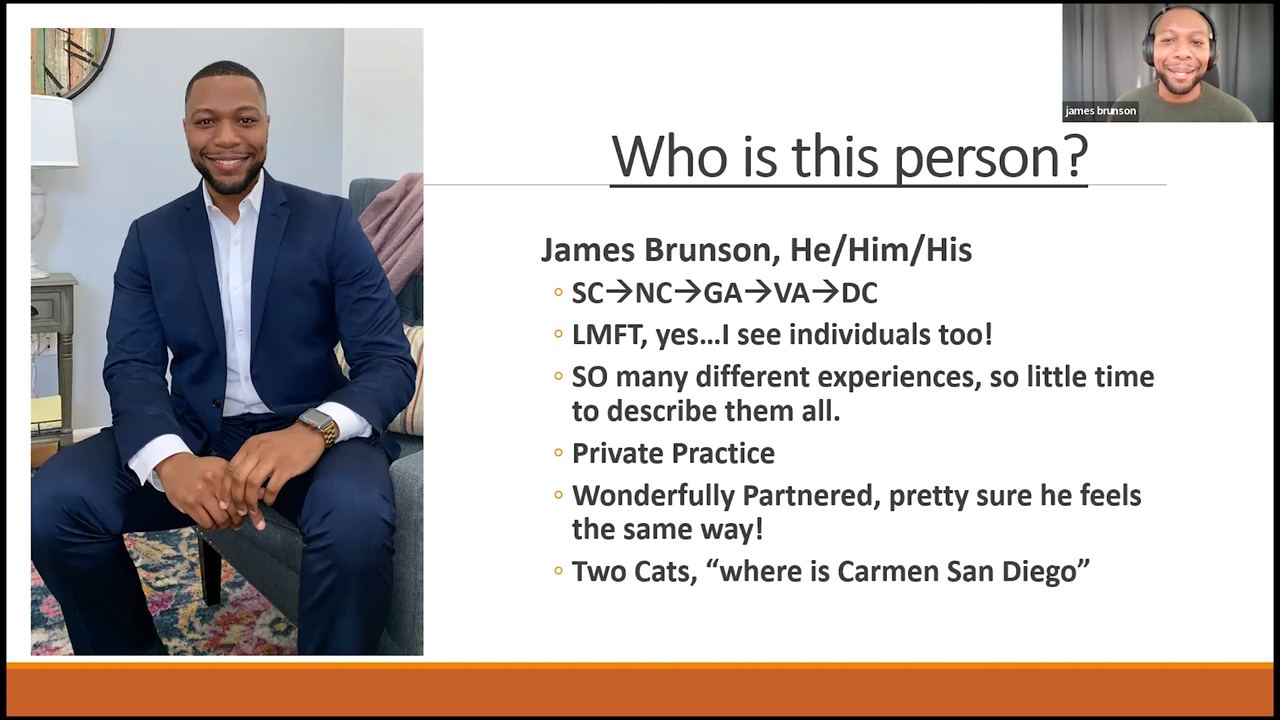 james brunson
Who is this person?
James Brunson, He/Him/His
◦ SC→NC→GA→VA→DC
◦ LMFT, yes…I see individuals too!
◦ SO many different experiences, so little time
to describe them all.
◦ Private Practice
◦ Wonderfully Partnered, pretty sure he feels
the same way!
◦ Two Cats, “where is Carmen San Diego”